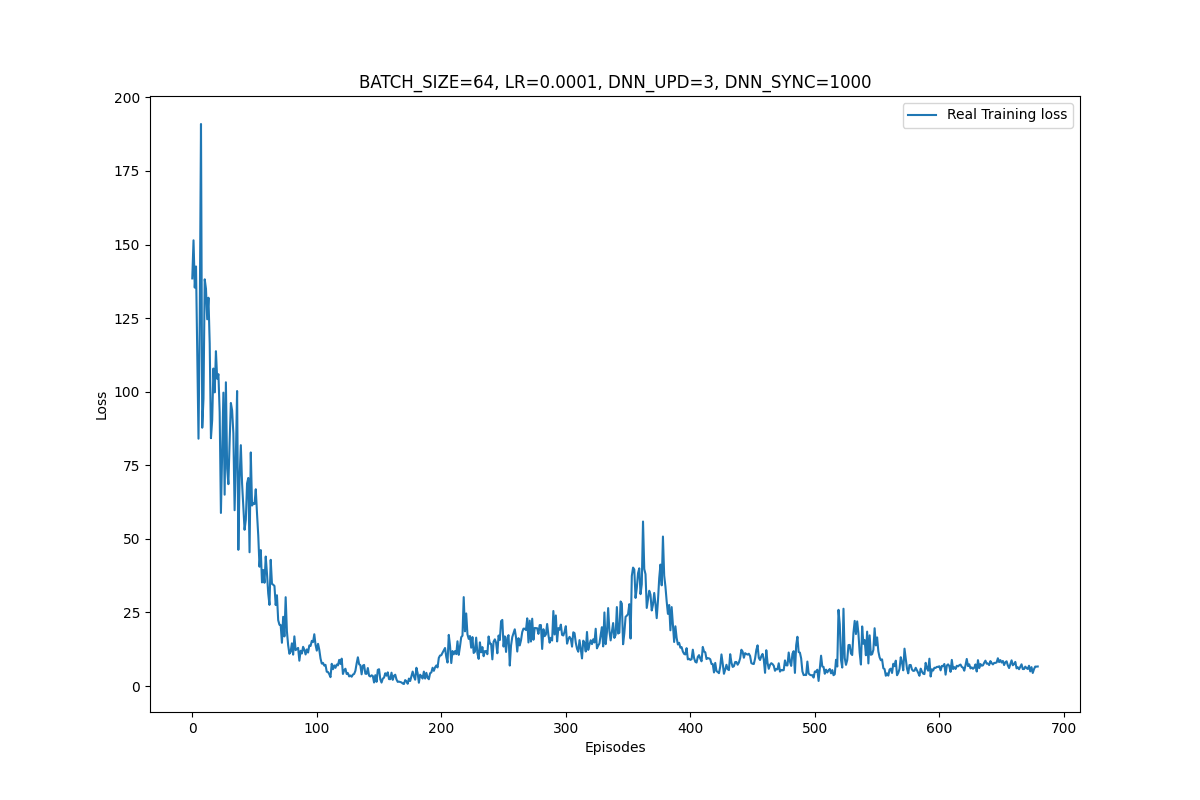 BATCH_SIZE=64, LR=0.0001, DNN_UPD=3, DNN_SYNC=1000
Real Training loss
200
175
150
125
100
75
50
25
0
Loss
0 100 200 300 400 500 600 700
Episodes